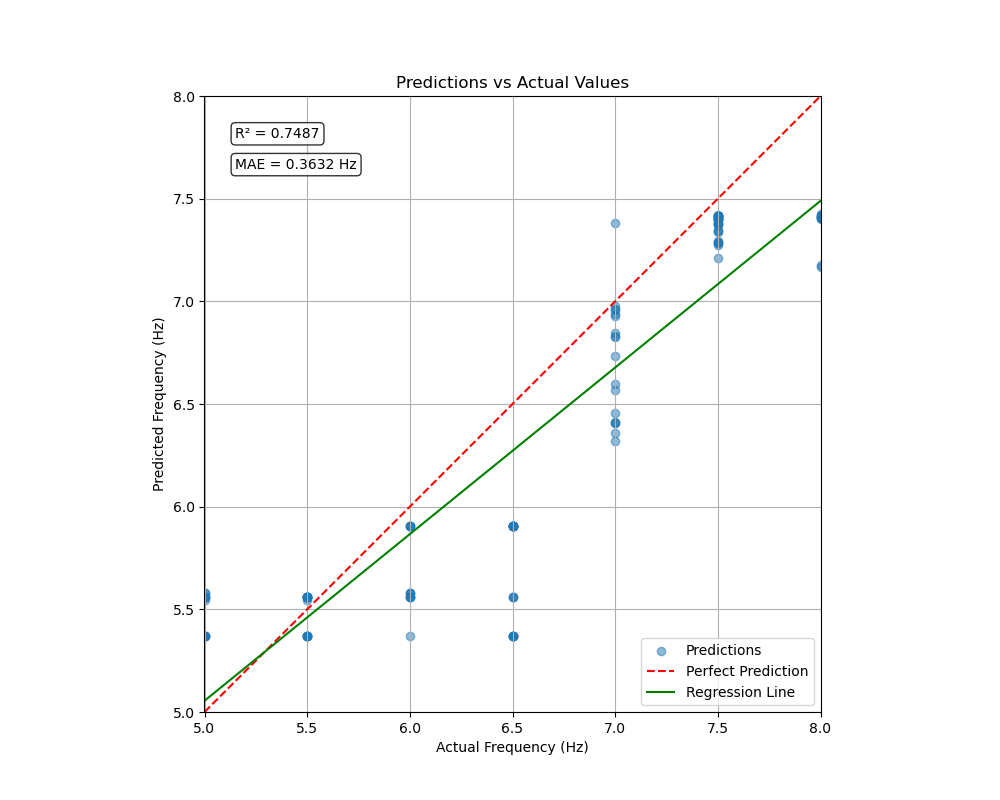 Predictions vs Actual Values
R² = 0.7487
MAE = 0.3632 Hz
Predicted Frequency (Hz)
8.0
7.5
7.0
6.5
6.0
5.5
5.0
Predictions
Perfect Prediction
Regression Line
5.0 5.5 6.0 6.5 7.0 7.5 8.0
Actual Frequency (Hz)